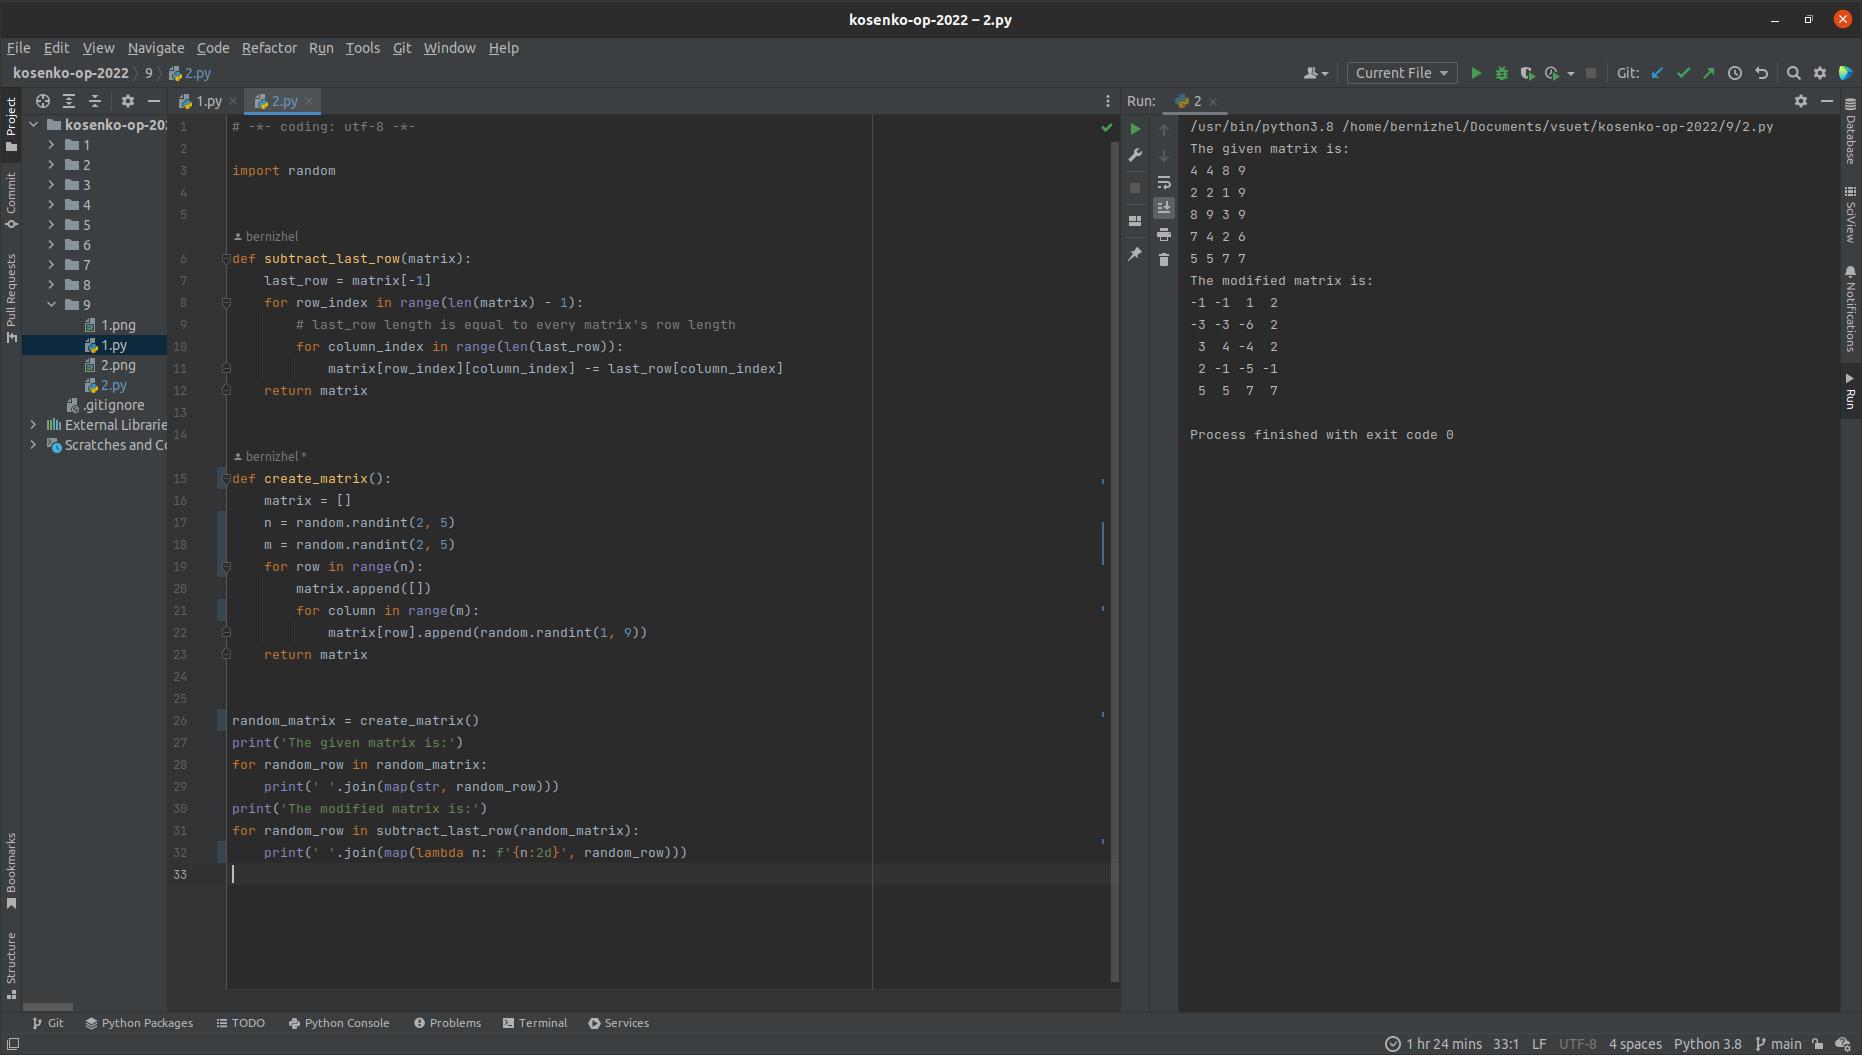 kosenko-op-2022 – 2.py
File Edit View Navigate Code Refactor Run Tools Git Window Help
kosenko-op-2022 9 2.py
Current File Git:
Project
Commit
Pull Requests
Bookmarks
Structure
kosenko-op-202
1
2
3
4
5
6
7
8
9
1.png
1.py
2.png
2.py
.gitignore
External Librarie
Scratches and Co
1.py 2.py
1 # -*- coding: utf-8 -*-
2
3 import random
4
5
bernizhel
6 def subtract_last_row(matrix):
7     last_row = matrix[-1]
8     for row_index in range(len(matrix) - 1):
9         # last_row length is equal to every matrix's row length
10         for column_index in range(len(last_row)):
11             matrix[row_index][column_index] -= last_row[column_index]
12     return matrix
13
14
bernizhel *
15 def create_matrix():
16     matrix = []
17     n = random.randint(2, 5)
18     m = random.randint(2, 5)
19     for row in range(n):
20         matrix.append([])
21         for column in range(m):
22             matrix[row].append(random.randint(1, 9))
23     return matrix
24
25
26 random_matrix = create_matrix()
27 print('The given matrix is:')
28 for random_row in random_matrix:
29     print(' '.join(map(str, random_row)))
30 print('The modified matrix is:')
31 for random_row in subtract_last_row(random_matrix):
32     print(' '.join(map(lambda n: f'{n:2d}', random_row)))
33
Run: 2
/usr/bin/python3.8 /home/bernizhel/Documents/vsuet/kosenko-op-2022/9/2.py
The given matrix is:
4 4 8 9
2 2 1 9
8 9 3 9
7 4 2 6
5 5 7 7
The modified matrix is:
-1 -1  1  2
-3 -3 -6  2
 3  4 -4  2
 2 -1 -5 -1
 5  5  7  7
Process finished with exit code 0
Database
SciView
Notifications
Run
Git Python Packages TODO Python Console Problems Terminal Services
1 hr 24 mins 33:1 LF UTF-8 4 spaces Python 3.8 main